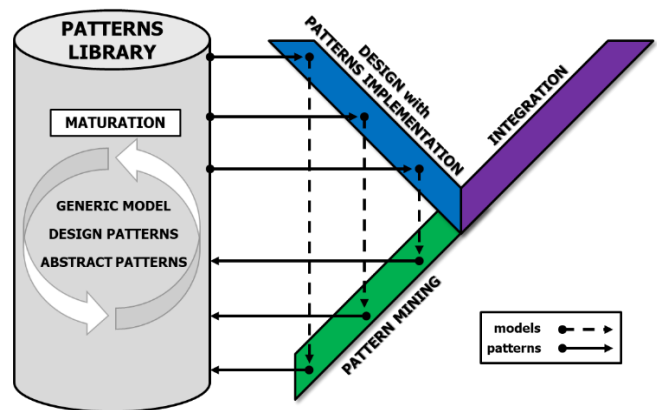 PATTERNS
LIBRARY
MATURATION
GENERIC MODEL
DESIGN PATTERNS
ABSTRACT PATTERNS
DESIGN with
PATTERNS IMPLEMENTATION
INTEGRATION
PATTERN MINING
models
patterns